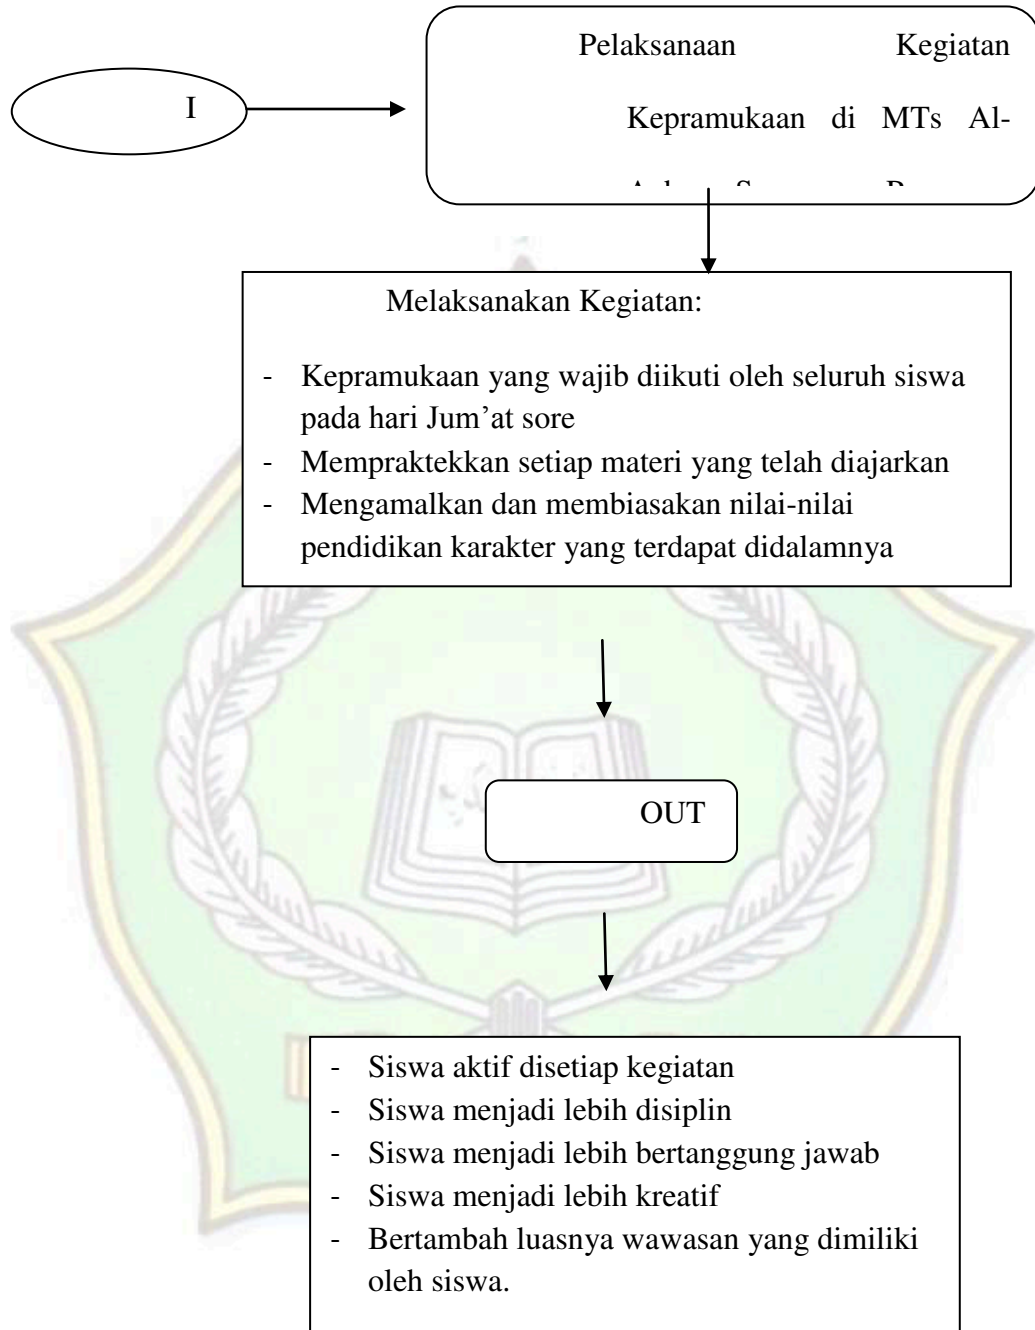 I
Pelaksanaan Kegiatan
Kepramukaan di MTs Al-
Melaksanakan Kegiatan:
- Kepramukaan yang wajib diikuti oleh seluruh siswa
pada hari Jum’at sore
- Mempraktekkan setiap materi yang telah diajarkan
- Mengamalkan dan membiasakan nilai-nilai
pendidikan karakter yang terdapat didalamnya
OUT
- Siswa aktif disetiap kegiatan
- Siswa menjadi lebih disiplin
- Siswa menjadi lebih bertanggung jawab
- Siswa menjadi lebih kreatif
- Bertambah luasnya wawasan yang dimiliki
oleh siswa.